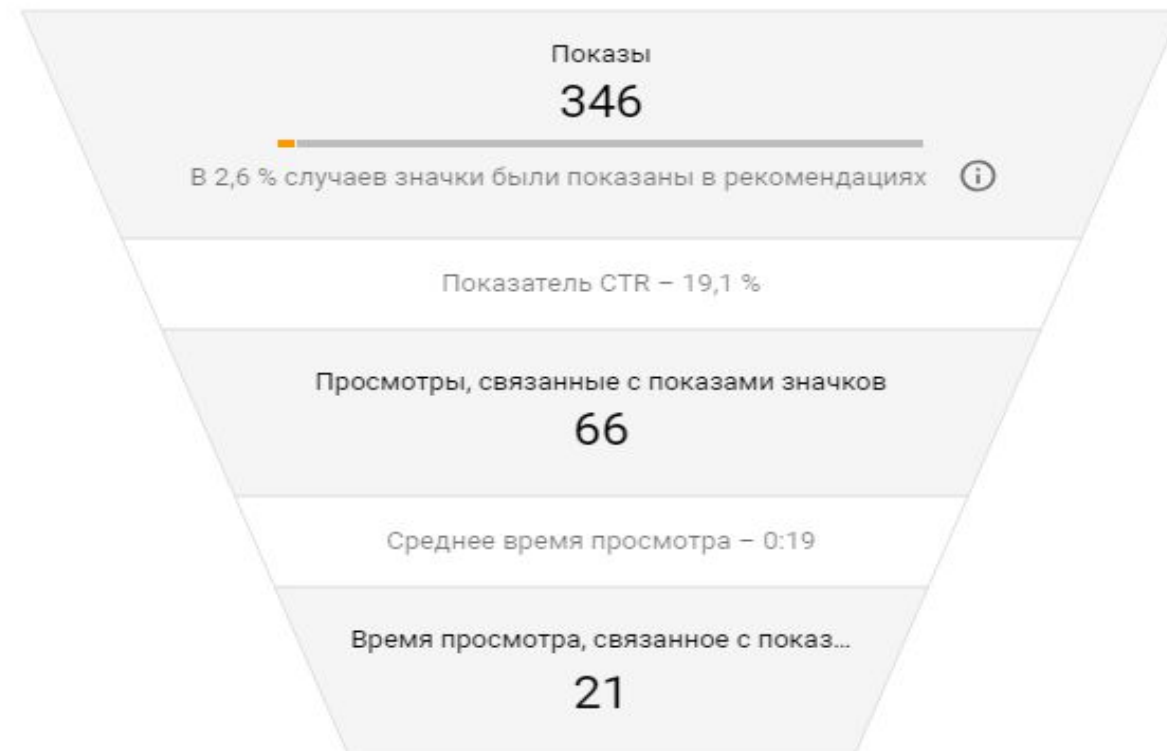 Показы
346
В 2,6 % случаев значки были показаны в рекомендациях
Показатель CTR – 19,1 %
Просмотры, связанные с показами значков
66
Среднее время просмотра – 0:19
Время просмотра, связанное с показ...
21